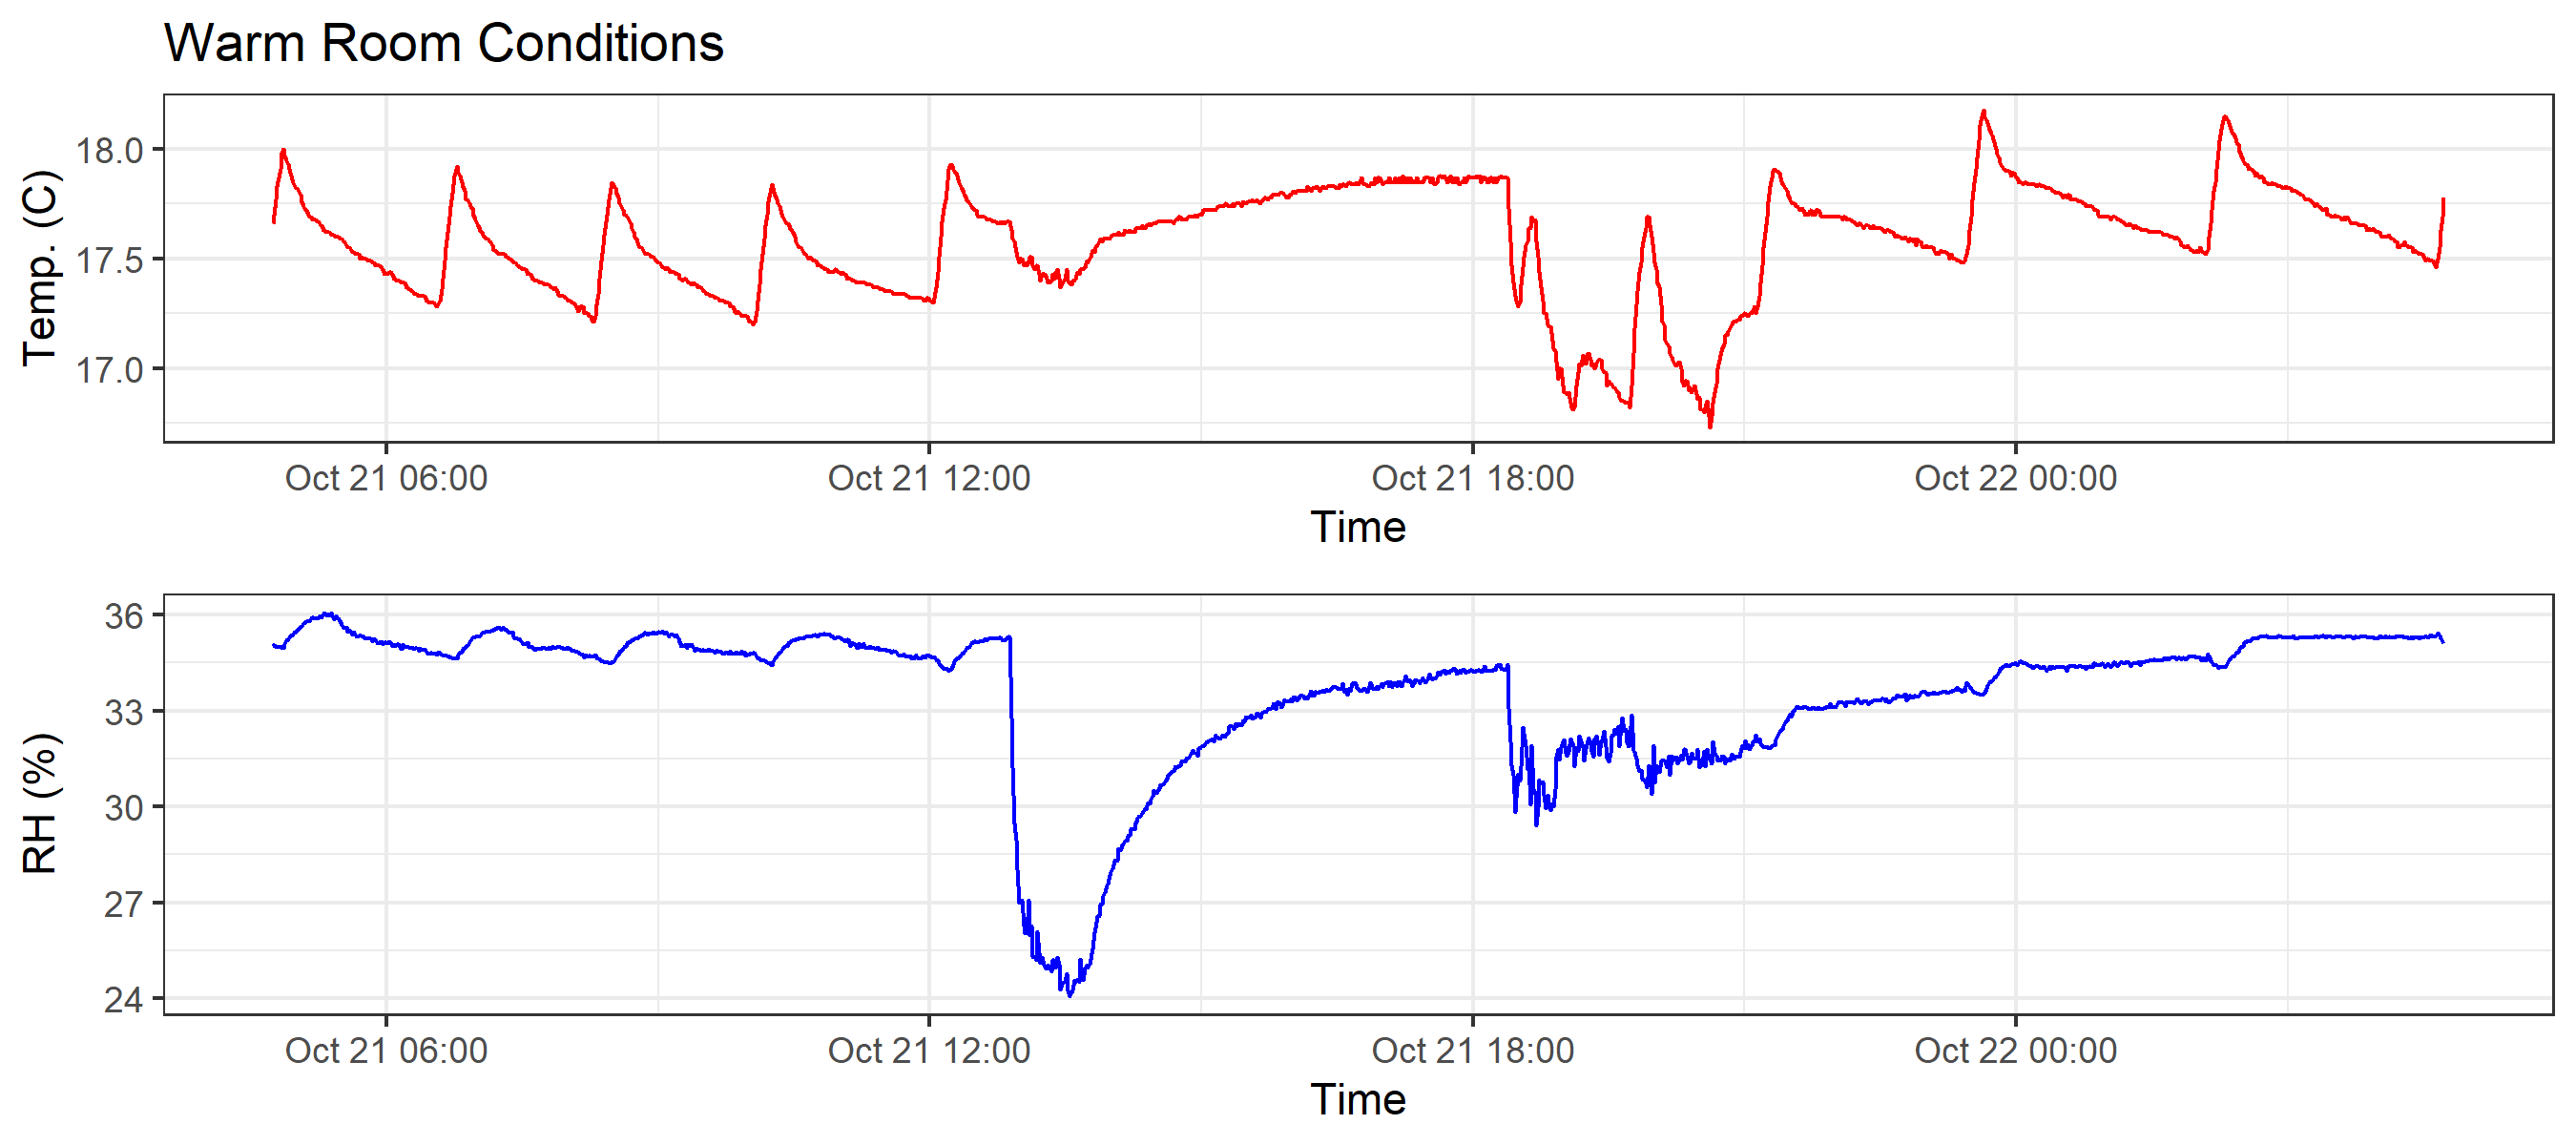 Warm Room Conditions
Temp. (C)
18.0
17.5
17.0
Oct 21 06:00 Oct 21 12:00 Oct 21 18:00 Oct 22 00:00
Time
RH (%)
36
33
30
27
24
Oct 21 06:00 Oct 21 12:00 Oct 21 18:00 Oct 22 00:00
Time